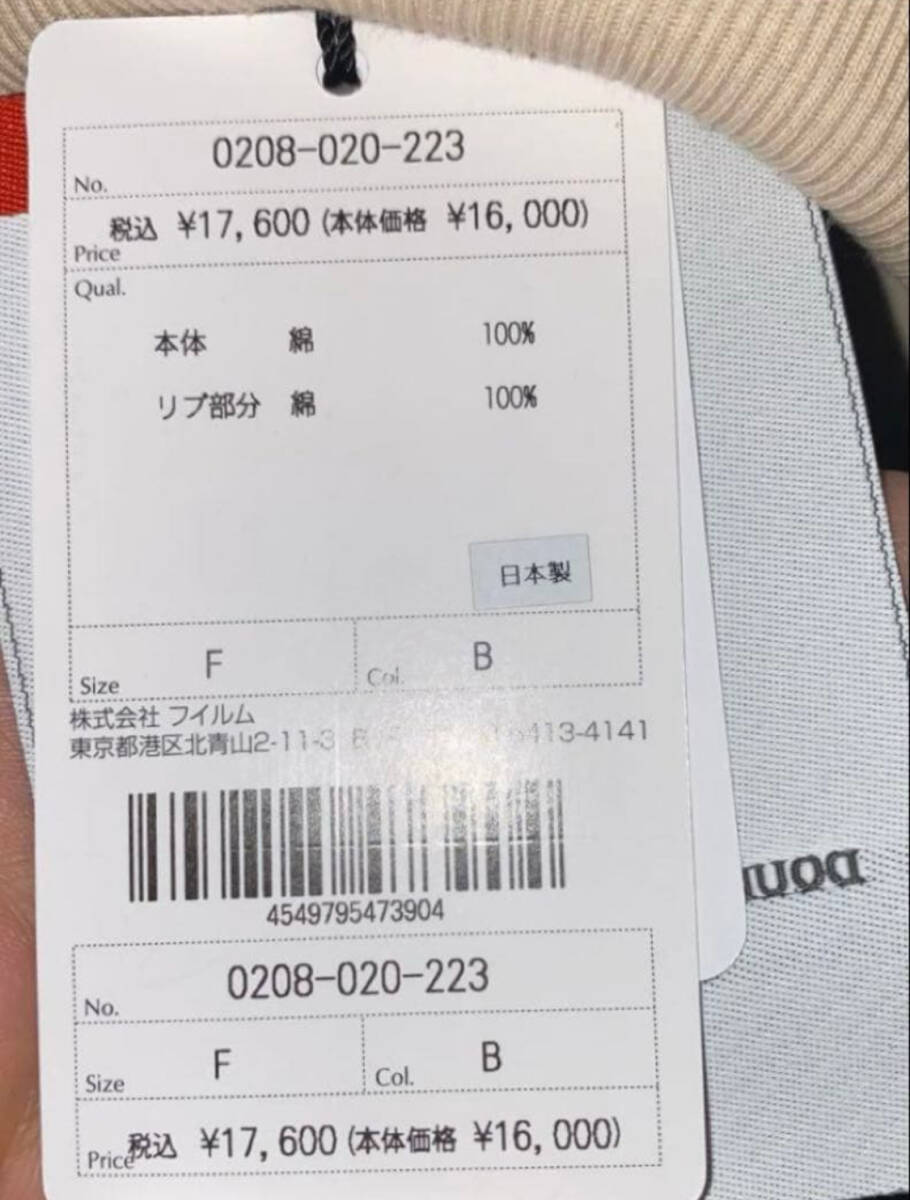 0208-020-223
No.
税込 ¥17,600 (本体価格 ¥16,000)
Price
Qual.
本体 綿 100%
リブ部分 綿 100%
日本製
F B
Size Col.
株式会社 フイルム
東京都港区北青山2-11-3 413-4141
4549795473904
0208-020-223
No.
F B
Size Col.
Price 税込 ¥17,600 (本体価格 ¥16,000)